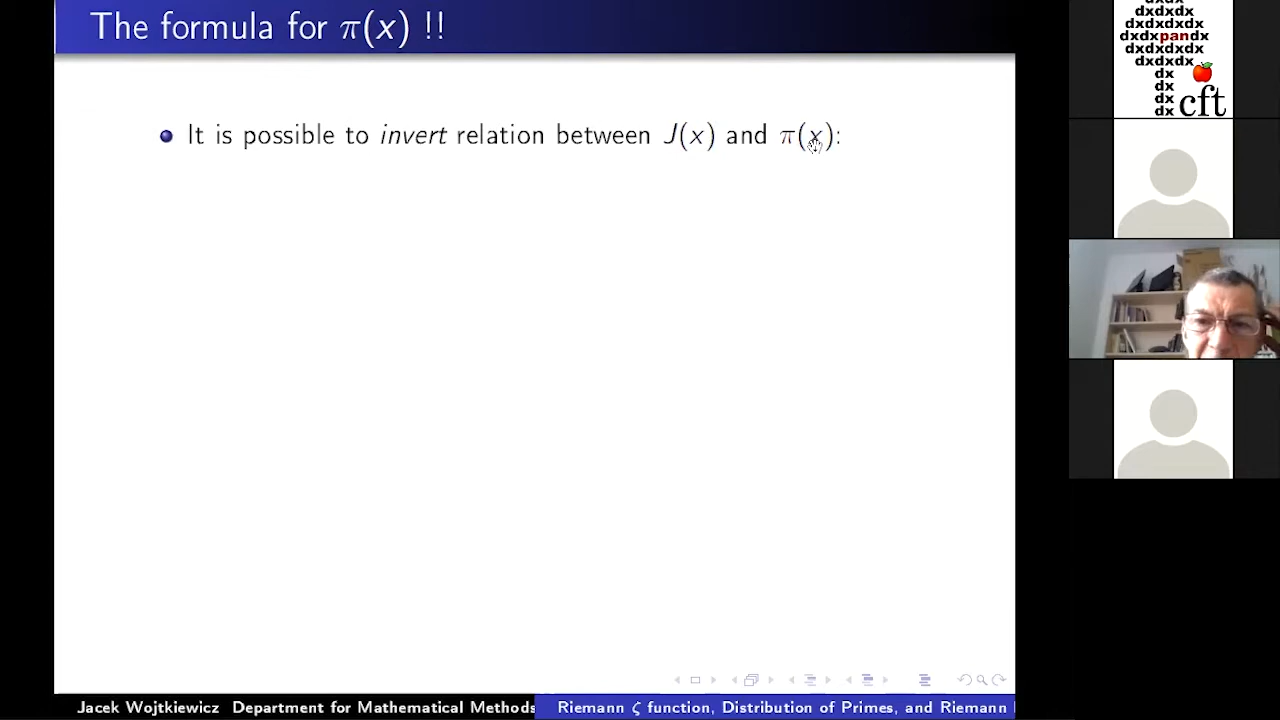 The formula for π(x) !!
It is possible to invert relation between J(x) and π(x):
Jacek Wojtkiewicz Department for Mathematical Methods
Riemann ζ function, Distribution of Primes, and Riemann
dxdxdx
dxdxdxdx
dxdxpandx
dxdxdxdx
dxdxdx
dx
dx
dx
dx cft